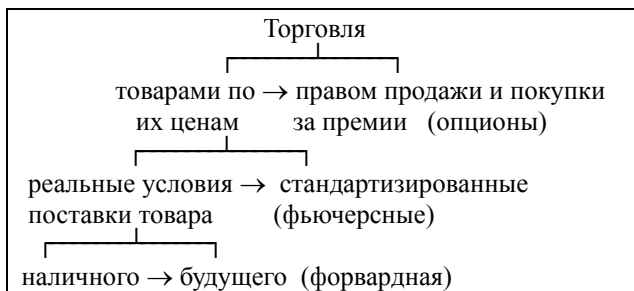 Торговля
товарами по → правом продажи и покупки
их ценам за премии (опционы)
реальные условия → стандартизированные
поставки товара (фьючерсные)
наличного → будущего (форвардная)